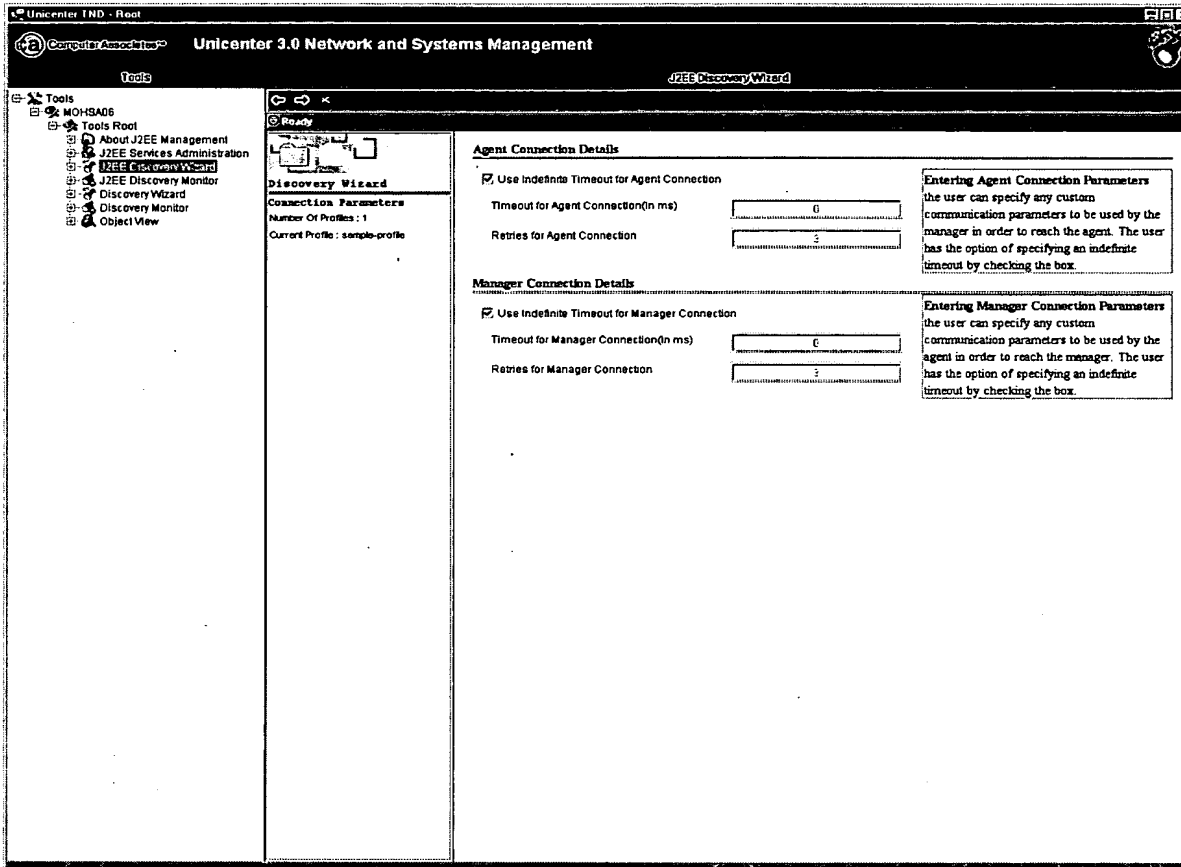 Unicenter TND - Root
Computer Associates™
Unicenter 3.0 Network and Systems Management
Tools
J2EE Discovery Wizard
Tools
MOHSA06
Tools Root
About J2EE Management
J2EE Services Administration
J2EE Discovery Wizard
J2EE Discovery Monitor
Discovery Wizard
Discovery Monitor
Object View
Ready
Discovery Wizard
Connection Parameters
Number Of Profiles : 1
Current Profile : sample-profile
Agent Connection Details
Use Indefinite Timeout for Agent Connection
Timeout for Agent Connection(in ms)
Retries for Agent Connection
Entering Agent Connection Parameters
the user can specify any custom
communication parameters to be used by the
manager in order to reach the agent. The user
has the option of specifying an indefinite
timeout by checking the box.
Manager Connection Details
Use Indefinite Timeout for Manager Connection
Timeout for Manager Connection(in ms)
Retries for Manager Connection
Entering Manager Connection Parameters
the user can specify any custom
communication parameters to be used by the
agent in order to reach the manager. The user
has the option of specifying an indefinite
timeout by checking the box.